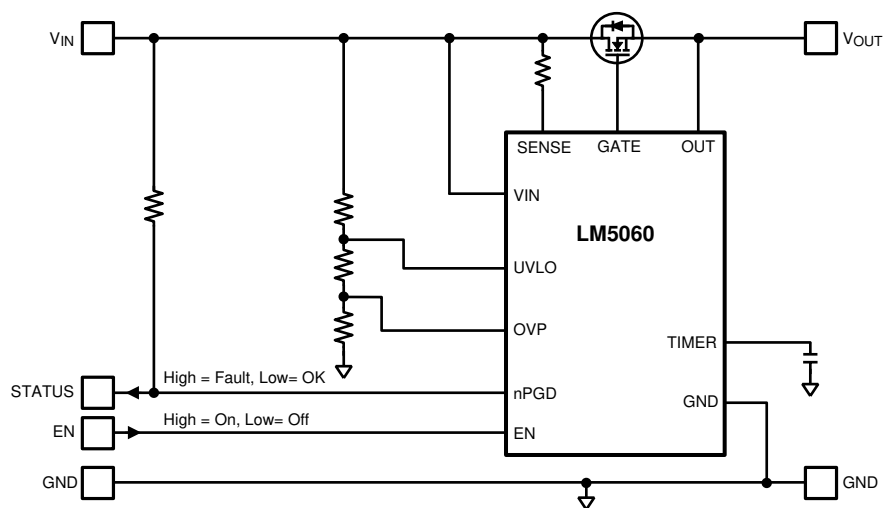 VIN
VOUT
SENSE GATE OUT
VIN
LM5060
UVLO
OVP
TIMER
STATUS
High = Fault, Low= OK
nPGD
GND
EN
High = On, Low= Off
EN
GND
GND